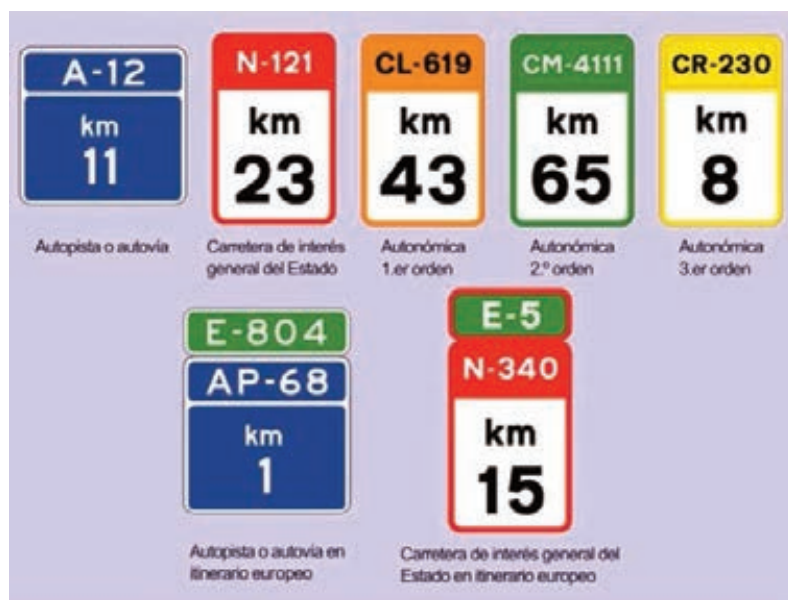 A-12
km
11
Autopista o autovía
N-121
km
23
Carretera de interés
general del Estado
CL-619
km
43
Autonómica
1.er orden
CM-4111
km
65
Autonómica
2.º orden
CR-230
km
8
Autonómica
3.er orden
E-804
AP-68
km
1
Autopista o autovía en
itinerario europeo
E-5
N-340
km
15
Carretera de interés general del
Estado en itinerario europeo